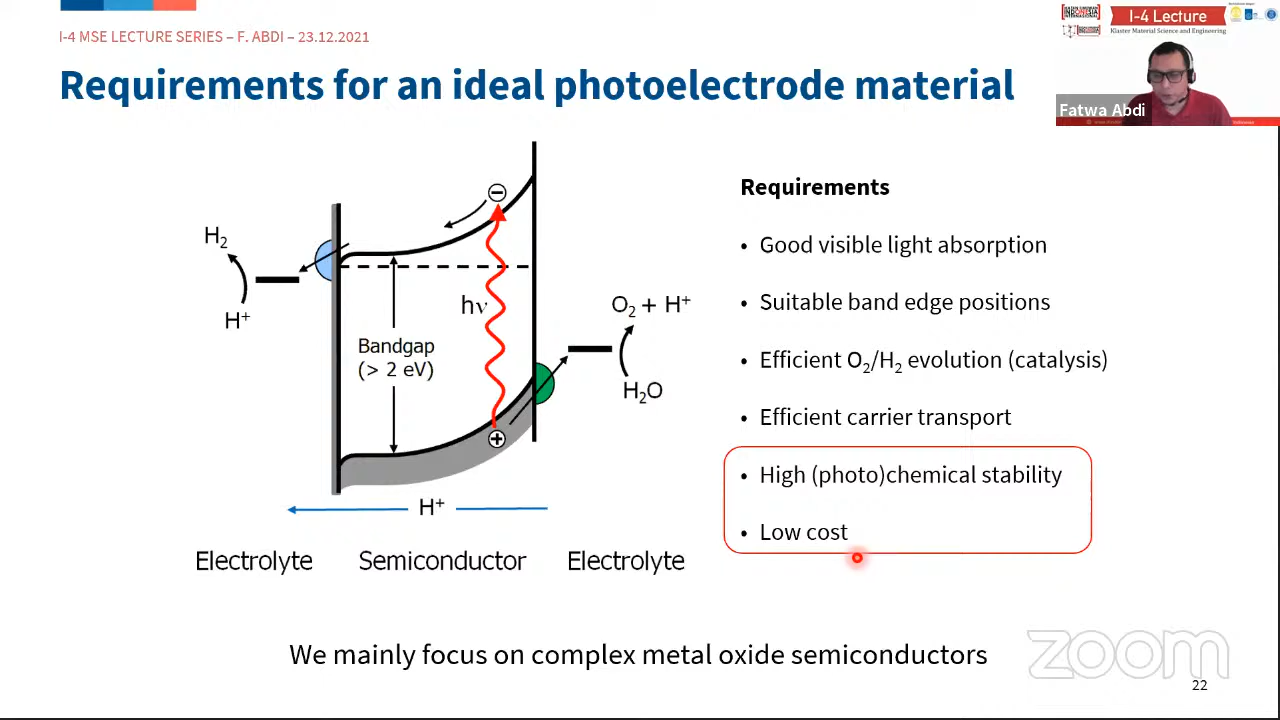 I-4 MSE LECTURE SERIES – F. ABDI – 23.12.2021
I-4 Lecture
Klaster Material Science and Engineering
Fatwa Abdi
Requirements for an ideal photoelectrode material
H₂
H⁺
hν
Bandgap
(> 2 eV)
O₂ + H⁺
H₂O
H⁺
Electrolyte
Semiconductor
Electrolyte
Requirements
• Good visible light absorption
• Suitable band edge positions
• Efficient O₂/H₂ evolution (catalysis)
• Efficient carrier transport
• High (photo)chemical stability
• Low cost
We mainly focus on complex metal oxide semiconductors
zoom
22